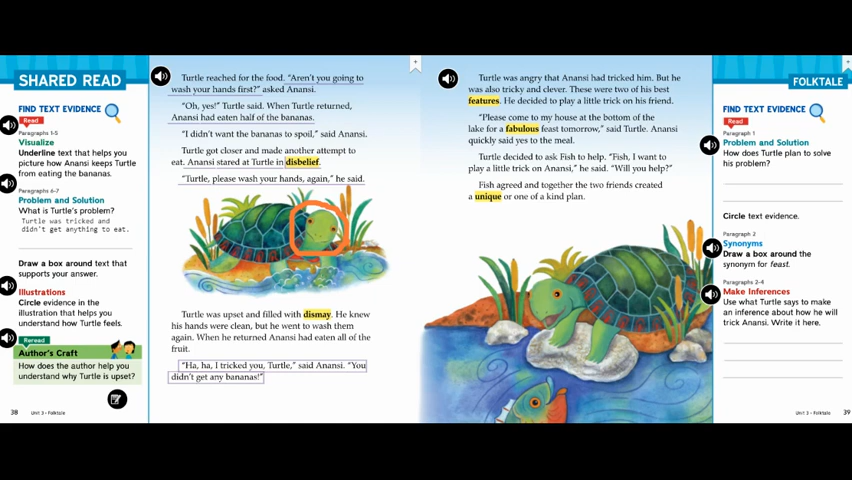 SHARED READ
FIND TEXT EVIDENCE
Read
Paragraphs 1-5
Visualize
Underline text that helps you
picture how Anansi keeps Turtle
from eating the bananas.
Paragraphs 6-7
Problem and Solution
What is Turtle's problem?
Turtle was tricked and
didn't get anything to eat.
Draw a box around text that
supports your answer.
Illustrations
Circle evidence in the
illustration that helps you
understand how Turtle feels.
Reread
Author's Craft
How does the author help you
understand why Turtle is upset?
38
Unit 3 • Folktale
Turtle reached for the food. "Aren't you going to
wash your hands first?" asked Anansi.
"Oh, yes!" Turtle said. When Turtle returned,
Anansi had eaten half of the bananas.
"I didn't want the bananas to spoil," said Anansi.
Turtle got closer and made another attempt to
eat. Anansi stared at Turtle in disbelief.
"Turtle, please wash your hands, again," he said.
Turtle was upset and filled with dismay. He knew
his hands were clean, but he went to wash them
again. When he returned Anansi had eaten all of the
fruit.
"Ha, ha, I tricked you, Turtle," said Anansi. "You
didn't get any bananas!"
Turtle was angry that Anansi had tricked him. But he
was also tricky and clever. These were two of his best
features. He decided to play a little trick on his friend.
"Please come to my house at the bottom of the
lake for a fabulous feast tomorrow," said Turtle. Anansi
quickly said yes to the meal.
Turtle decided to ask Fish to help. "Fish, I want to
play a little trick on Anansi," he said. "Will you help?"
Fish agreed and together the two friends created
a unique or one of a kind plan.
FOLKTALE
FIND TEXT EVIDENCE
Read
Paragraph 1
Problem and Solution
How does Turtle plan to solve
his problem?
Circle text evidence.
Paragraph 2
Synonyms
Draw a box around the
synonym for feast.
Paragraphs 2-4
Make Inferences
Use what Turtle says to make
an inference about how he will
trick Anansi. Write it here.
Unit 3 • Folktale
39